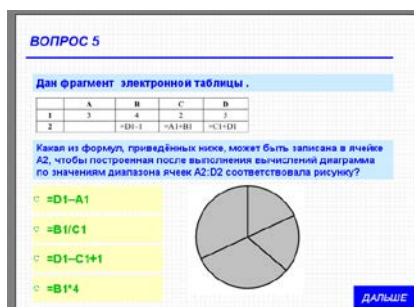 ВОПРОС 5
Дан фрагмент электронной таблицы .
A B C D
1 3 4 2 5
2 =D1-1 =A1+B1 =C1+D1
Какая из формул, приведённых ниже, может быть записана в ячейке
A2, чтобы построенная после выполнения вычислений диаграмма
по значениям диапазона ячеек A2:D2 соответствовала рисунку?
=D1–A1
=B1/C1
=D1–C1+1
=B1*4
ДАЛЬШЕ